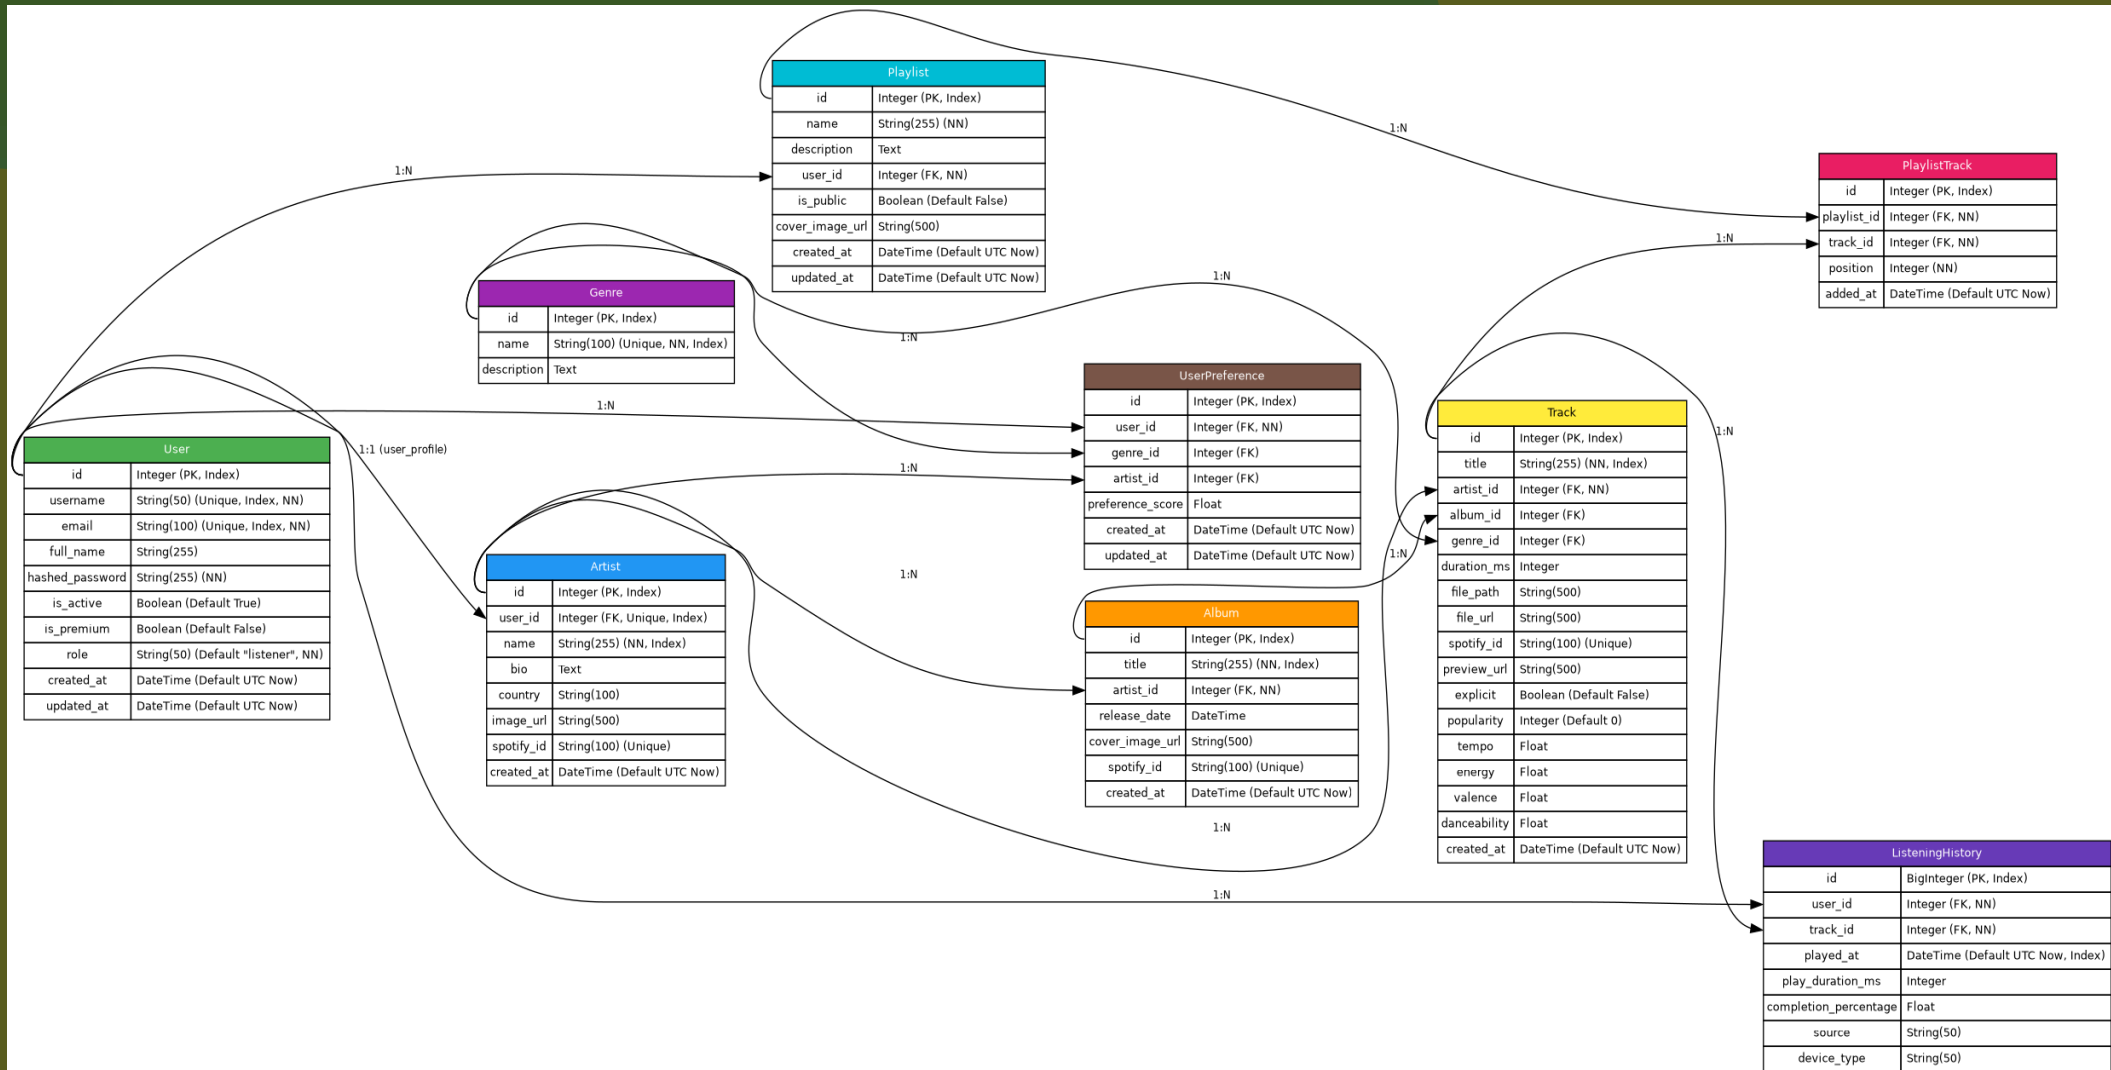 Playlist
id Integer (PK, Index)
name String(255) (NN)
description Text
user_id Integer (FK, NN)
is_public Boolean (Default False)
cover_image_url String(500)
created_at DateTime (Default UTC Now)
updated_at DateTime (Default UTC Now)
1:N
1:N
PlaylistTrack
id Integer (PK, Index)
playlist_id Integer (FK, NN)
track_id Integer (FK, NN)
position Integer (NN)
added_at DateTime (Default UTC Now)
1:N
1:N
1:N
Genre
id Integer (PK, Index)
name String(100) (Unique, NN, Index)
description Text
UserPreference
id Integer (PK, Index)
user_id Integer (FK, NN)
genre_id Integer (FK)
artist_id Integer (FK)
preference_score Float
created_at DateTime (Default UTC Now)
updated_at DateTime (Default UTC Now)
1:N
1:1 (user_profile)
1:N
1:N
User
id Integer (PK, Index)
username String(50) (Unique, Index, NN)
email String(100) (Unique, Index, NN)
full_name String(255)
hashed_password String(255) (NN)
is_active Boolean (Default True)
is_premium Boolean (Default False)
role String(50) (Default "listener", NN)
created_at DateTime (Default UTC Now)
updated_at DateTime (Default UTC Now)
Track
id Integer (PK, Index)
title String(255) (NN, Index)
artist_id Integer (FK, NN)
album_id Integer (FK)
genre_id Integer (FK)
duration_ms Integer
file_path String(500)
file_url String(500)
spotify_id String(100) (Unique)
preview_url String(500)
explicit Boolean (Default False)
popularity Integer (Default 0)
tempo Float
energy Float
valence Float
danceability Float
created_at DateTime (Default UTC Now)
1:N
1:N
Artist
id Integer (PK, Index)
user_id Integer (FK, Unique, Index)
name String(255) (NN, Index)
bio Text
country String(100)
image_url String(500)
spotify_id String(100) (Unique)
created_at DateTime (Default UTC Now)
Album
id Integer (PK, Index)
title String(255) (NN, Index)
artist_id Integer (FK, NN)
release_date DateTime
cover_image_url String(500)
spotify_id String(100) (Unique)
created_at DateTime (Default UTC Now)
1:N
1:N
ListeningHistory
id BigInteger (PK, Index)
user_id Integer (FK, NN)
track_id Integer (FK, NN)
played_at DateTime (Default UTC Now, Index)
play_duration_ms Integer
completion_percentage Float
source String(50)
device_type String(50)